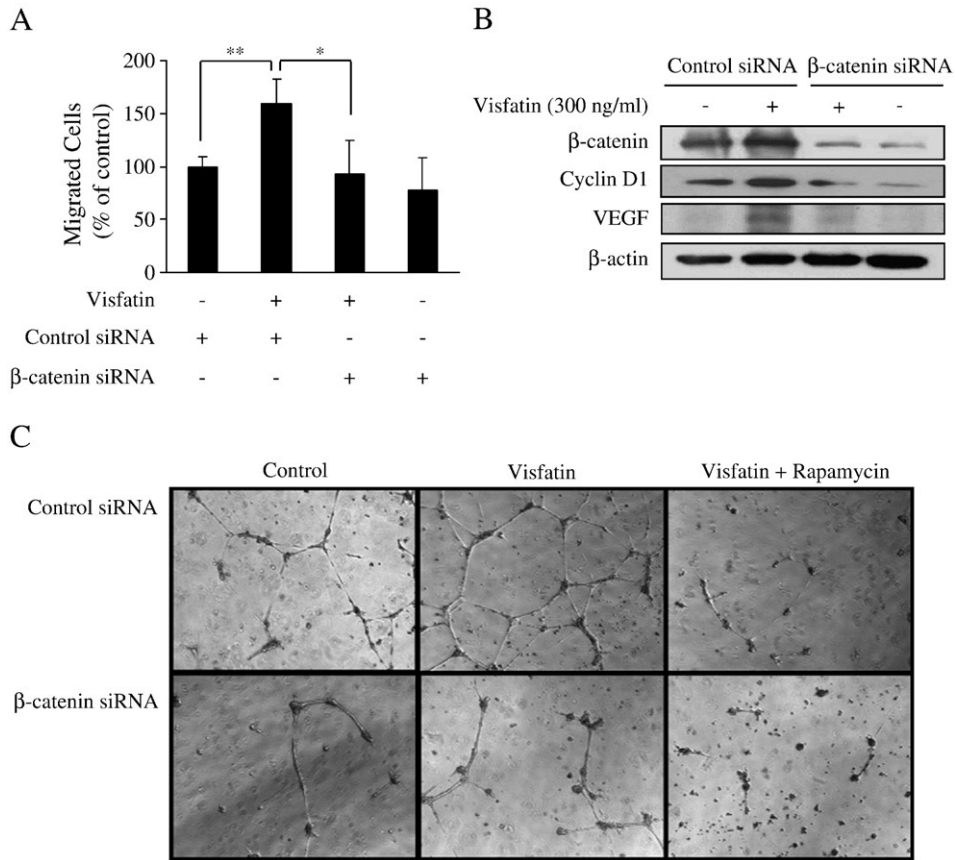 A
Migrated Cells
(% of control)
200
150
100
50
0
** *
Visfatin - + + -
Control siRNA + + - -
β-catenin siRNA - - + +
B
Control siRNA β-catenin siRNA
Visfatin (300 ng/ml) - + + -
β-catenin
Cyclin D1
VEGF
β-actin
C
Control Visfatin Visfatin + Rapamycin
Control siRNA
β-catenin siRNA